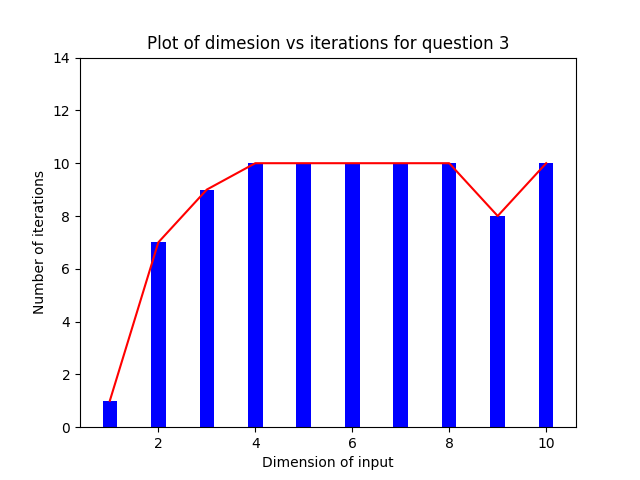 Plot of dimesion vs iterations for question 3
14
12
10
8
6
4
2
0
Number of iterations
2 4 6 8 10
Dimension of input